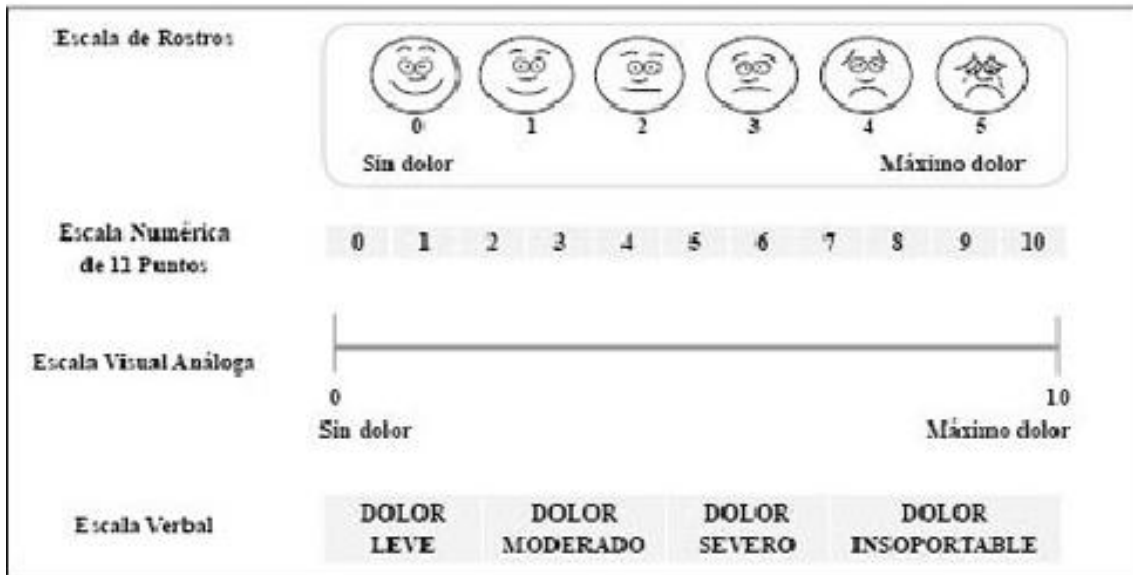 Escala de Rostros
0 1 2 3 4 5
Sin dolor Máximo dolor
Escala Numérica
de 11 Puntos
0 1 2 3 4 5 6 7 8 9 10
Escala Visual Análoga
0 10
Sin dolor Máximo dolor
Escala Verbal
DOLOR LEVE
DOLOR MODERADO
DOLOR SEVERO
DOLOR INSOPORTABLE